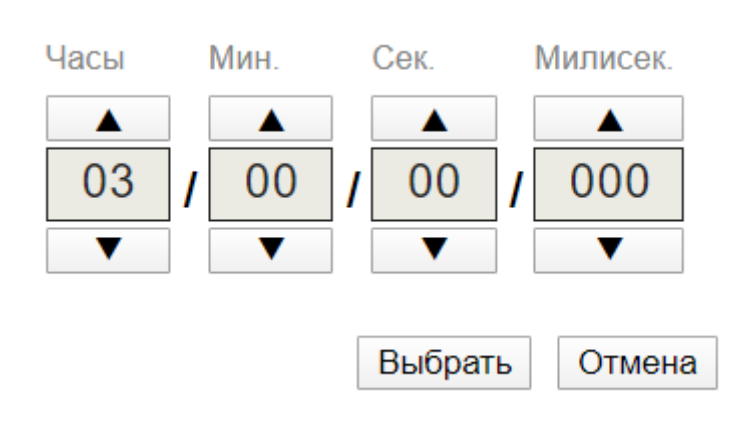 Часы Мин. Сек. Милисек.
▲ ▲ ▲ ▲
03 / 00 / 00 / 000
▼ ▼ ▼ ▼
Выбрать Отмена